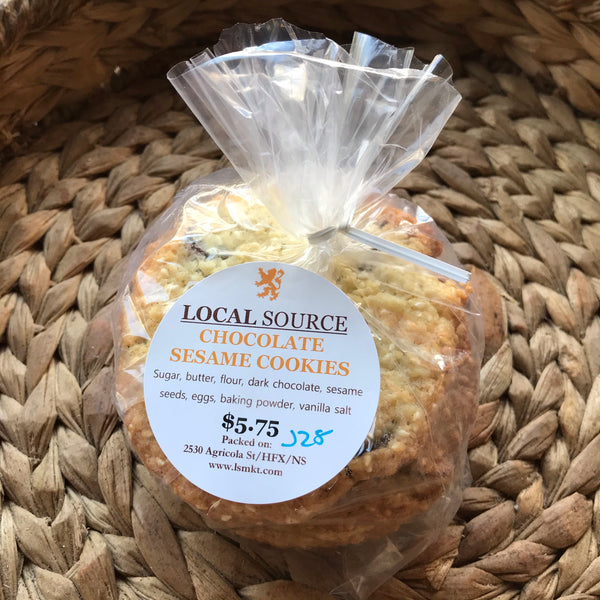 LOCAL SOURCE
CHOCOLATE
SESAME COOKIES
Sugar, butter, flour, dark chocolate, sesame
seeds, eggs, baking powder, vanilla salt
$5.75
Packed on: J28
2530 Agricola St/HFX/NS
www.lsmkt.com